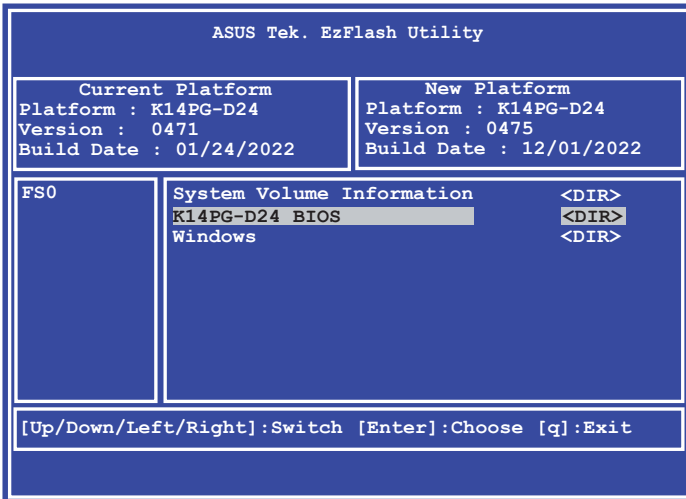 ASUS Tek. EzFlash Utility
Current Platform
Platform : K14PG-D24
Version : 0471
Build Date : 01/24/2022
New Platform
Platform : K14PG-D24
Version : 0475
Build Date : 12/01/2022
FS0
System Volume Information <DIR>
K14PG-D24 BIOS <DIR>
Windows <DIR>
[Up/Down/Left/Right]:Switch [Enter]:Choose [q]:Exit